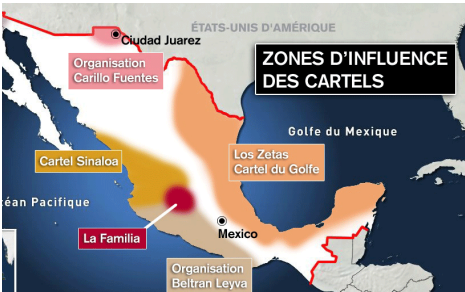 ÉTATS-UNIS D'AMÉRIQUE
Ciudad Juarez
Organisation
Carillo Fuentes
ZONES D'INFLUENCE
DES CARTELS
Golfe du Mexique
Cartel Sinaloa
Los Zetas
Cartel du Golfe
céan Pacifique
La Familia
Mexico
Organisation
Beltran Leyva